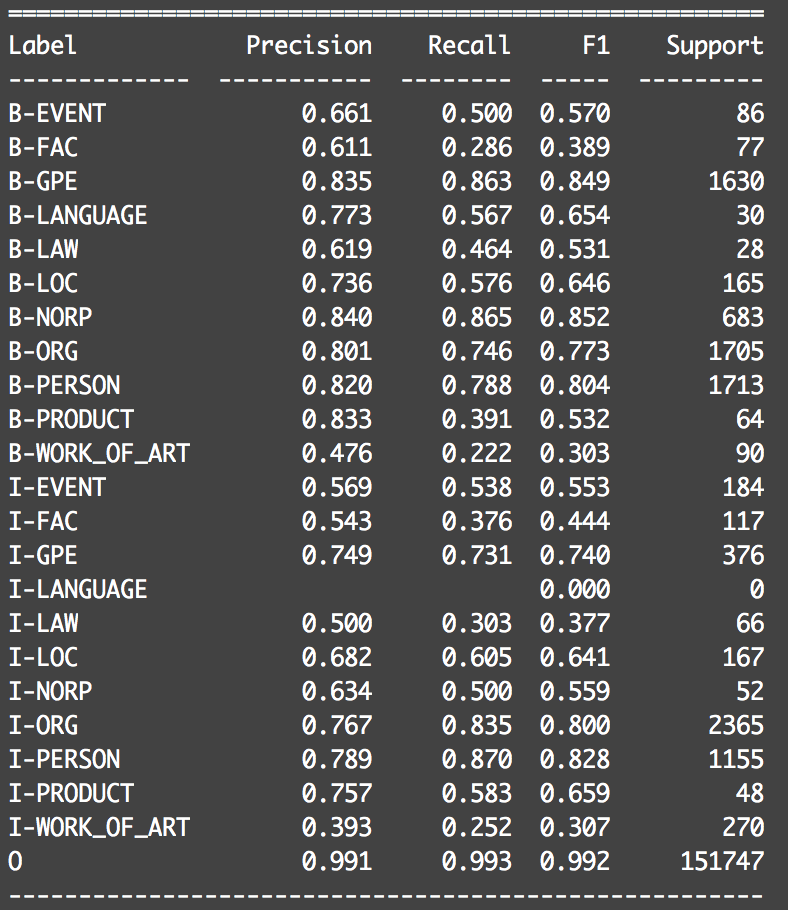 Label Precision Recall F1 Support
------------- ----------- -------- ----- ---------
B-EVENT 0.661 0.500 0.570 86
B-FAC 0.611 0.286 0.389 77
B-GPE 0.835 0.863 0.849 1630
B-LANGUAGE 0.773 0.567 0.654 30
B-LAW 0.619 0.464 0.531 28
B-LOC 0.736 0.576 0.646 165
B-NORP 0.840 0.865 0.852 683
B-ORG 0.801 0.746 0.773 1705
B-PERSON 0.820 0.788 0.804 1713
B-PRODUCT 0.833 0.391 0.532 64
B-WORK_OF_ART 0.476 0.222 0.303 90
I-EVENT 0.569 0.538 0.553 184
I-FAC 0.543 0.376 0.444 117
I-GPE 0.749 0.731 0.740 376
I-LANGUAGE 0.000 0
I-LAW 0.500 0.303 0.377 66
I-LOC 0.682 0.605 0.641 167
I-NORP 0.634 0.500 0.559 52
I-ORG 0.767 0.835 0.800 2365
I-PERSON 0.789 0.870 0.828 1155
I-PRODUCT 0.757 0.583 0.659 48
I-WORK_OF_ART 0.393 0.252 0.307 270
O 0.991 0.993 0.992 151747